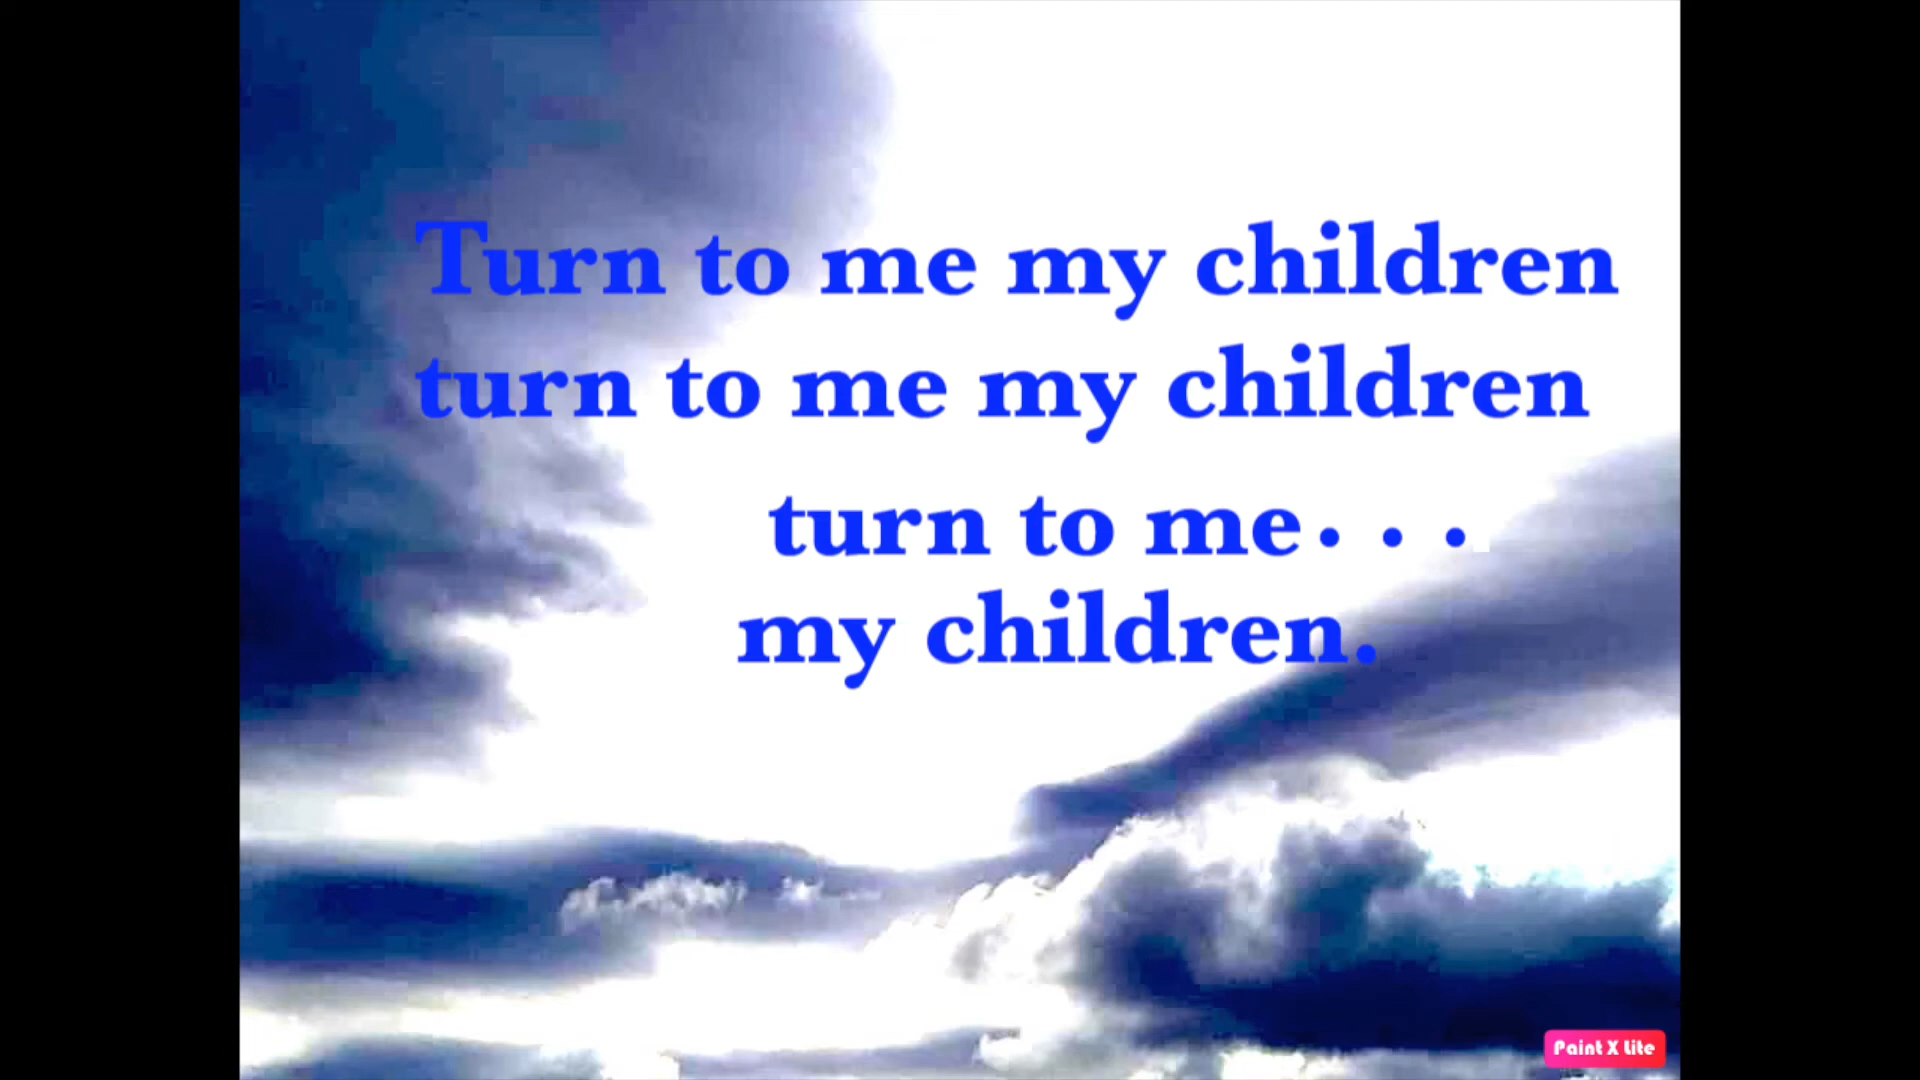 Turn to me my children
turn to me my children
turn to me . . .
my children.
Paint X Lite